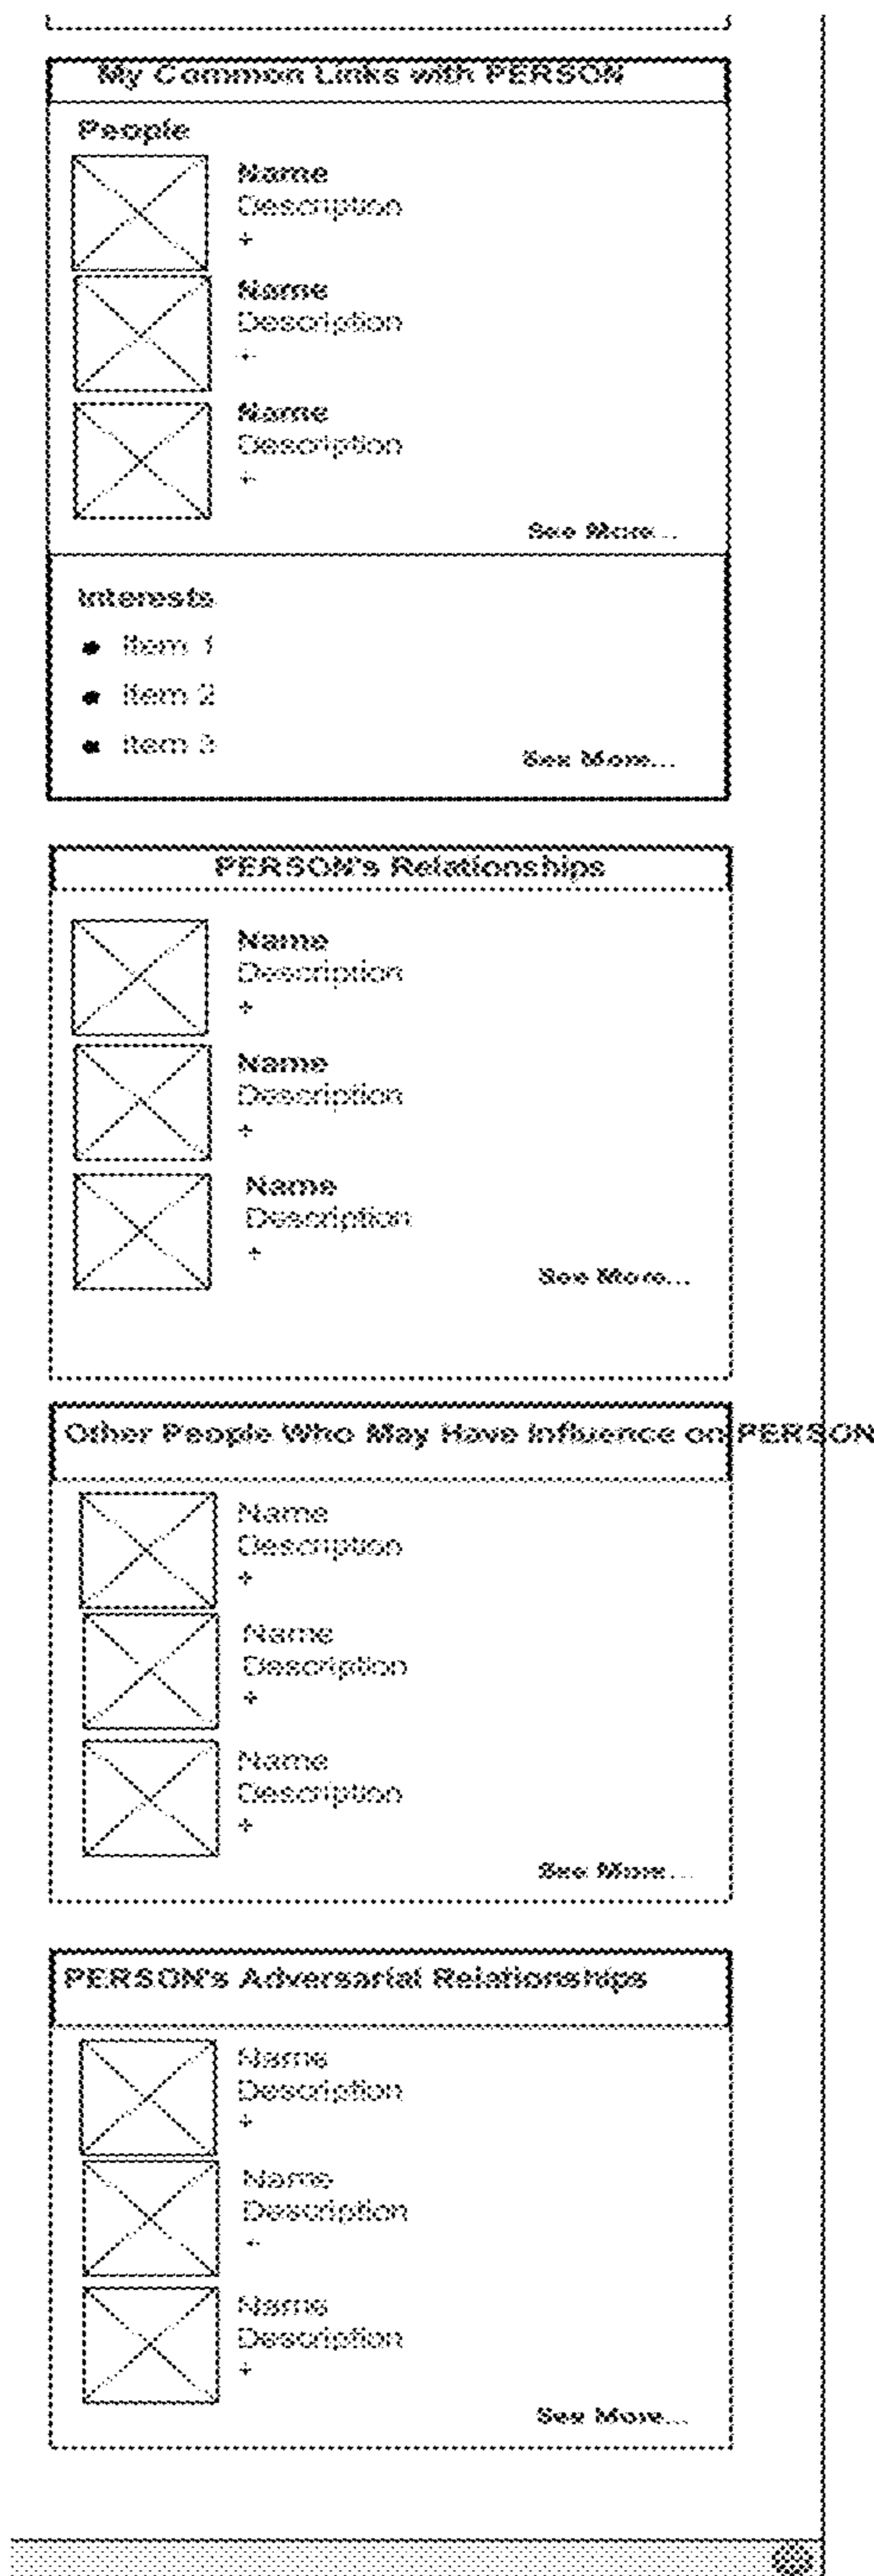 My Common Links with PERSON
People
Name
Description
+
Name
Description
+
Name
Description
+
See More...
Interests
• Item 1
• Item 2
• Item 3
See More...
PERSON's Relationships
Name
Description
+
Name
Description
+
Name
Description
+
See More...
Other People Who May Have Influence on PERSON
Name
Description
+
Name
Description
+
Name
Description
+
See More...
PERSON's Adversarial Relationships
Name
Description
+
Name
Description
+
Name
Description
+
See More...